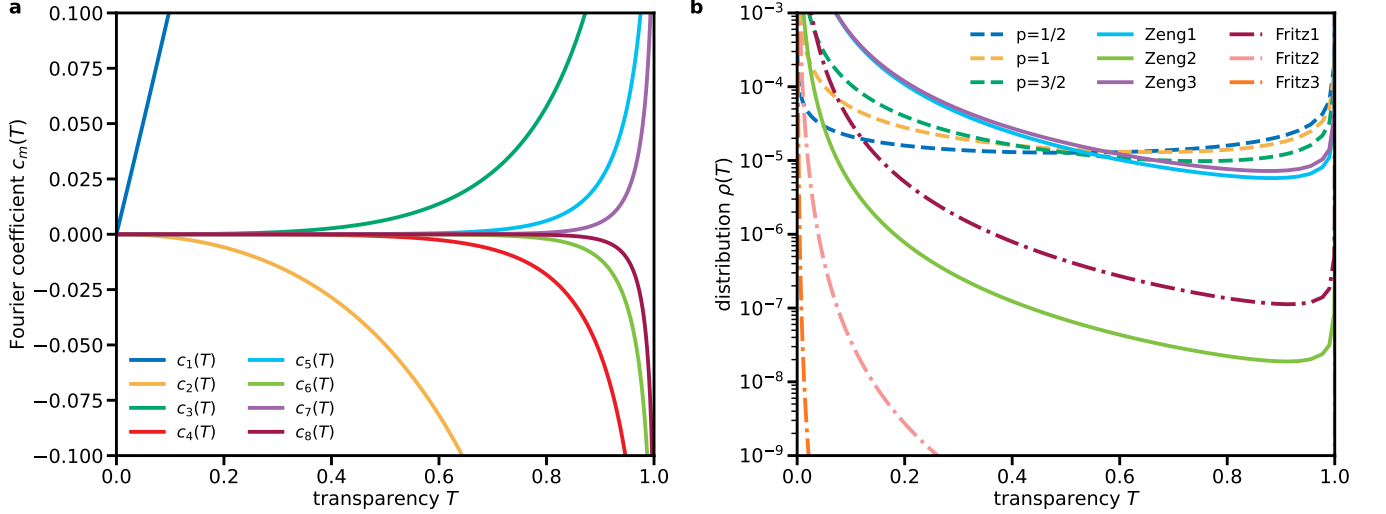 a
Fourier coefficient c_m(T)
0.100
0.075
0.050
0.025
0.000
−0.025
−0.050
−0.075
−0.100
c_1(T)
c_2(T)
c_3(T)
c_4(T)
c_5(T)
c_6(T)
c_7(T)
c_8(T)
0.0 0.2 0.4 0.6 0.8 1.0
transparency T
b
distribution ρ(T)
10^−3
10^−4
10^−5
10^−6
10^−7
10^−8
10^−9
p=1/2
p=1
p=3/2
Zeng1
Zeng2
Zeng3
Fritz1
Fritz2
Fritz3
0.0 0.2 0.4 0.6 0.8 1.0
transparency T